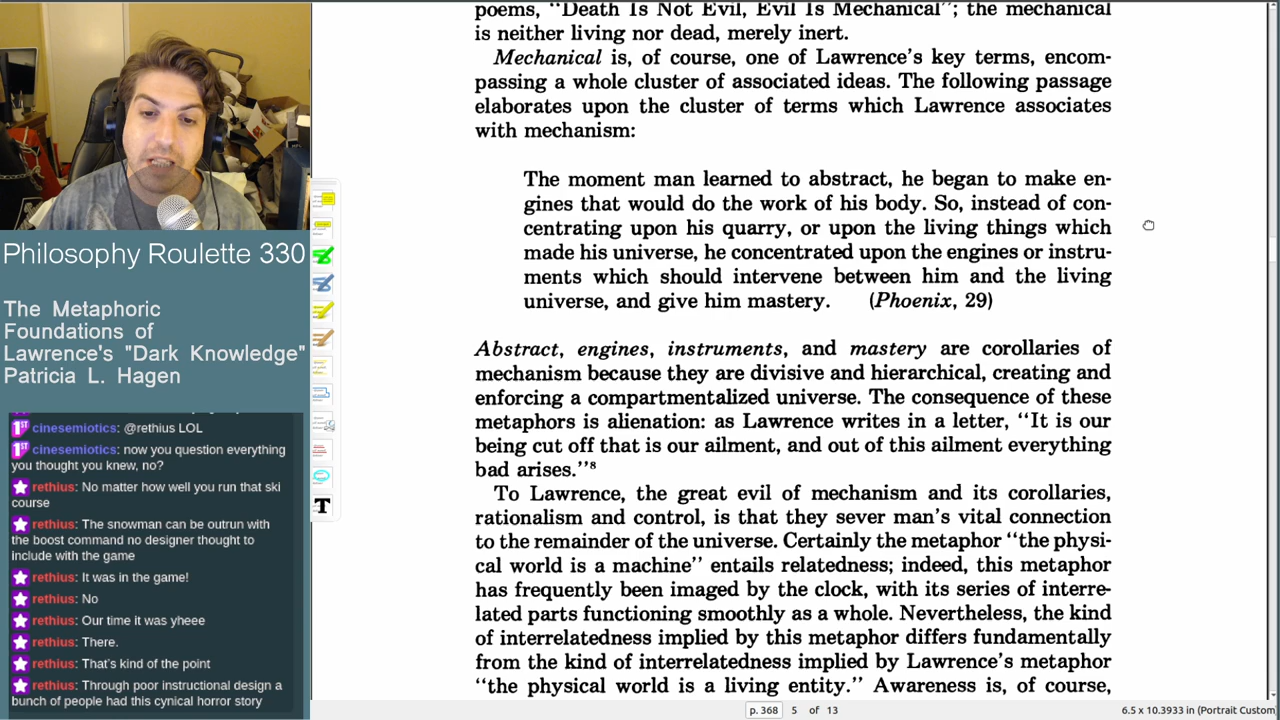 poems, “Death Is Not Evil, Evil Is Mechanical”; the mechanical
is neither living nor dead, merely inert.
Mechanical is, of course, one of Lawrence’s key terms, encom-
passing a whole cluster of associated ideas. The following passage
elaborates upon the cluster of terms which Lawrence associates
with mechanism:
The moment man learned to abstract, he began to make en-
gines that would do the work of his body. So, instead of con-
centrating upon his quarry, or upon the living things which
made his universe, he concentrated upon the engines or instru-
ments which should intervene between him and the living
universe, and give him mastery. (Phoenix, 29)
Abstract, engines, instruments, and mastery are corollaries of
mechanism because they are divisive and hierarchical, creating and
enforcing a compartmentalized universe. The consequence of these
metaphors is alienation: as Lawrence writes in a letter, “It is our
being cut off that is our ailment, and out of this ailment everything
bad arises.”8
To Lawrence, the great evil of mechanism and its corollaries,
rationalism and control, is that they sever man’s vital connection
to the remainder of the universe. Certainly the metaphor “the physi-
cal world is a machine” entails relatedness; indeed, this metaphor
has frequently been imaged by the clock, with its series of interre-
lated parts functioning smoothly as a whole. Nevertheless, the kind
of interrelatedness implied by this metaphor differs fundamentally
from the kind of interrelatedness implied by Lawrence’s metaphor
“the physical world is a living entity.” Awareness is, of course,
Philosophy Roulette 330
The Metaphoric
Foundations of
Lawrence's "Dark Knowledge"
Patricia L. Hagen
cinesemiotics: @rethius LOL
cinesemiotics: now you question everything
you thought you knew, no?
rethius: No matter how well you run that ski
course
rethius: The snowman can be outrun with
the boost command no designer thought to
include with the game
rethius: It was in the game!
rethius: No
rethius: Our time it was yheee
rethius: There.
rethius: That's kind of the point
rethius: Through poor instructional design a
bunch of people had this cynical horror story
T
p. 368 5 of 13
6.5 x 10.3933 in (Portrait Custom